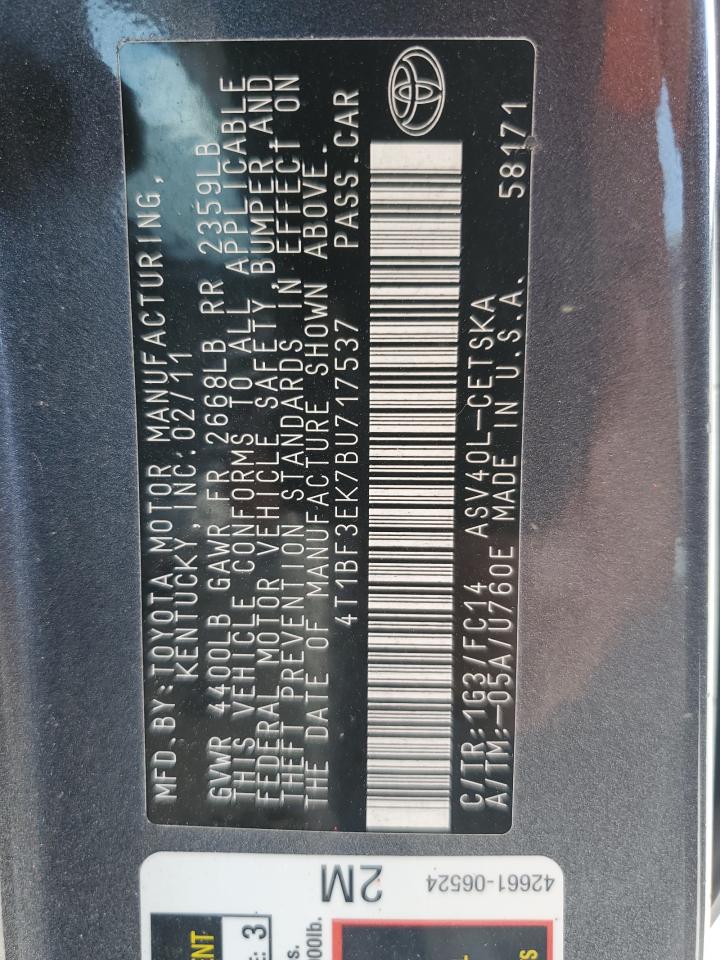 MFD.BY:TOYOTA MOTOR MANUFACTURING,
KENTUCKY, INC.02/11
GVWR 4400LB GAWR FR 2668LB RR 2359LB
THIS VEHICLE CONFORMS TO ALL APPLICABLE
FEDERAL MOTOR VEHICLE SAFETY, BUMPER, AND
THEFT PREVENTION STANDARDS IN EFFECT ON
THE DATE OF MANUFACTURE SHOWN ABOVE.
4T1BF3EK7BU717537 PASS.CAR
C/TR:1G3/FC14 ASV40L-CETSKA
A/TM:-05A/U760E MADE IN U.S.A. 58171
42661-06524
2M
3
000lb.